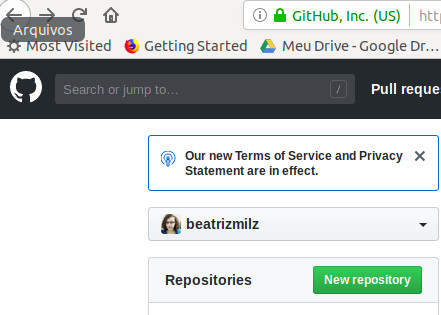 GitHub, Inc. (US)
Arquivos
Most Visited
Getting Started
Meu Drive - Google Dr...
Search or jump to...
/
Pull reque
Our new Terms of Service and Privacy
Statement are in effect.
beatrizmilz
Repositories
New repository